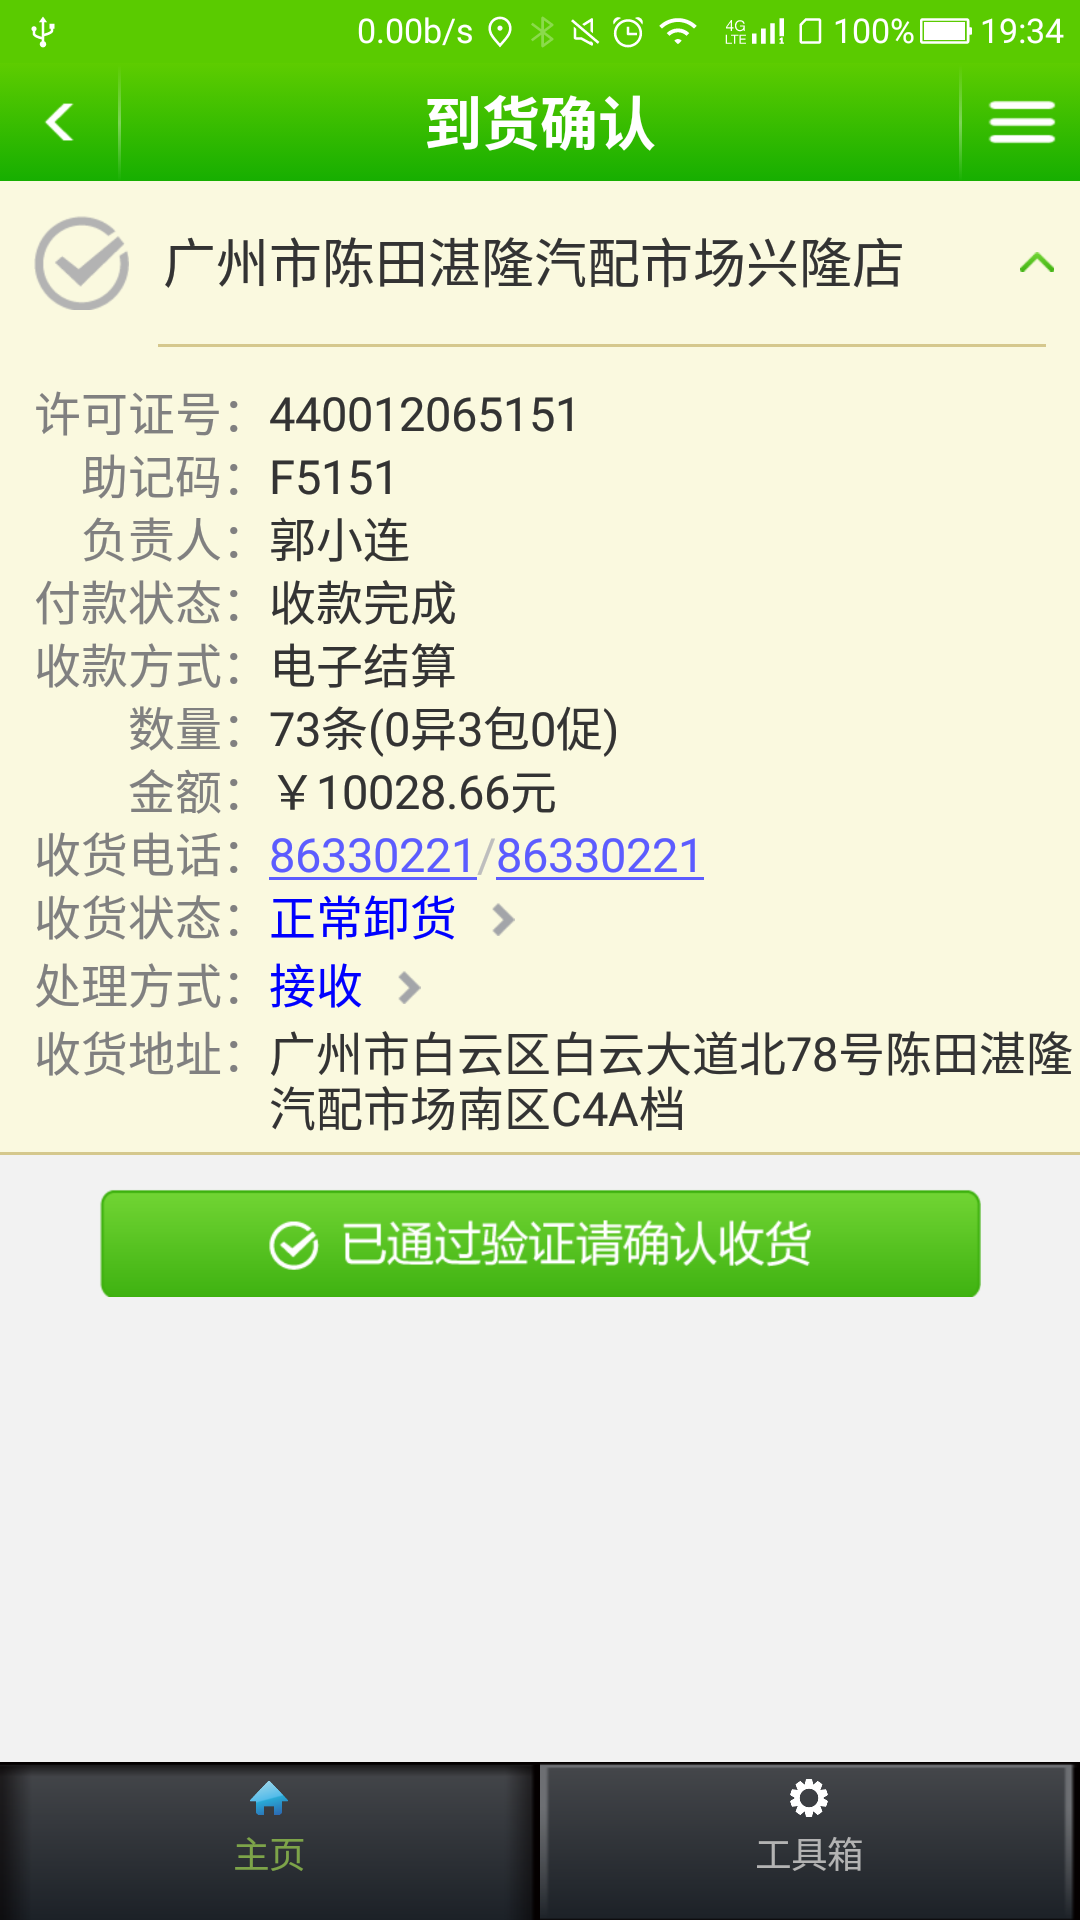 0.00b/s 4G LTE 100% 19:34
到货确认
广州市陈田湛隆汽配市场兴隆店
许可证号：440012065151
助记码：F5151
负责人：郭小连
付款状态：收款完成
收款方式：电子结算
数量：73条(0异3包0促)
金额：￥10028.66元
收货电话：86330221/86330221
收货状态：正常卸货
处理方式：接收
收货地址：广州市白云区白云大道北78号陈田湛隆
汽配市场南区C4A档
已通过验证请确认收货
主页 工具箱